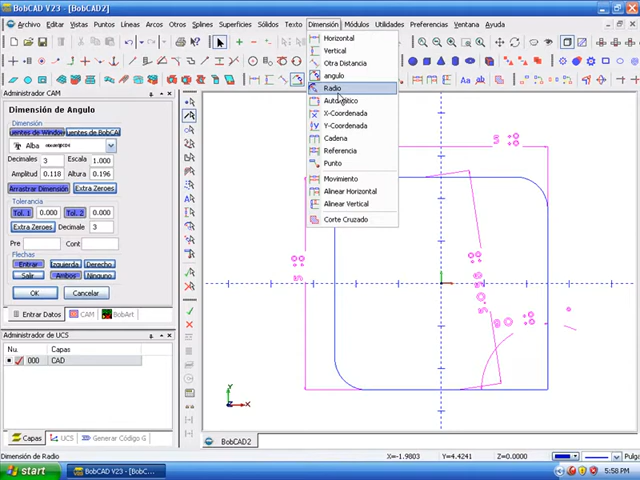 BobCAD V23 - [BobCAD2]
Archivo Editar Vistas Puntos Líneas Arcos Otros Splines Superficies Sólidos Texto Dimensión Módulos Utilidades Preferencias Ventana Ayuda
Horizontal
Vertical
Otra Distancia
angulo
Radio
X-Coordenada
Y-Coordenada
Cadena
Referencia
Punto
Movimiento
Alinear Horizontal
Alinear Vertical
Corte Cruzado
Administrador CAM
Dimensión de Angulo
Dimensión
Alba
Decimales 3 Escala 1.000
Amplitud 0.118 Altura 0.196
Arrastrar Dimensión Extra Zeroes
Tolerancia
Tol. 1 0.000 Tol. 2 0.000
Extra Zeroes Decimale 3
Pre Cont
Flechas
Entrar Izquierda Derecho
Salir Ambos Ninguno
OK Cancelar
Entrar Datos CAM BobArt
Administrador de UCS
Nu. Capas
000 CAD
Capas UCS Generar Código G
BobCAD2
Dimensión de Radio X=-1.9803 Y=4.4241 Z=0.0000 Pulga
Y
Z X
start BobCAD V23 - [BobC... 5:58 PM